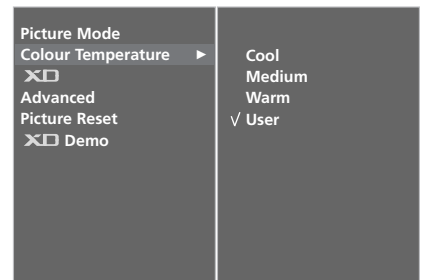 Picture Mode
Colour Temperature ►
XD
Advanced
Picture Reset
XD Demo
Cool
Medium
Warm
√ User